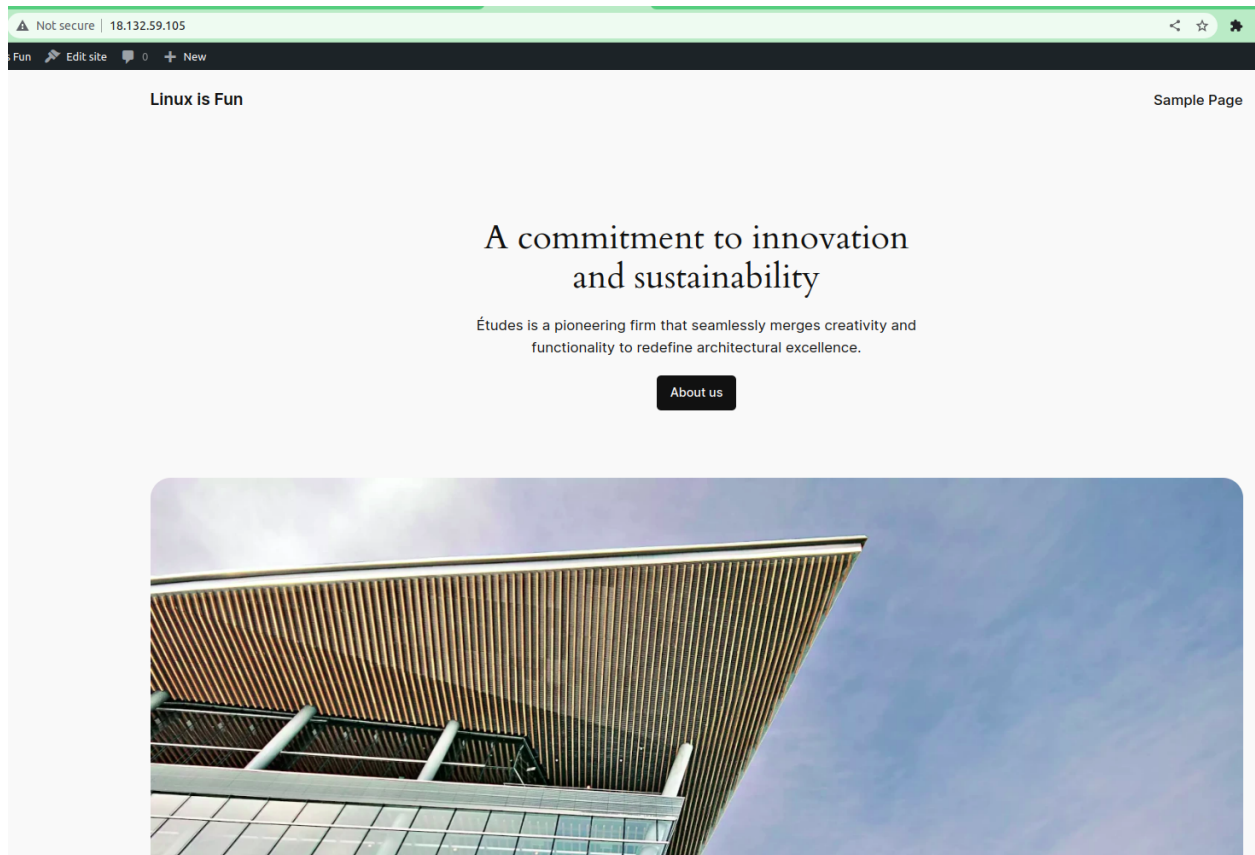 Not secure 18.132.59.105
s Fun Edit site 0 New
Linux is Fun Sample Page
A commitment to innovation
and sustainability
Études is a pioneering firm that seamlessly merges creativity and
functionality to redefine architectural excellence.
About us